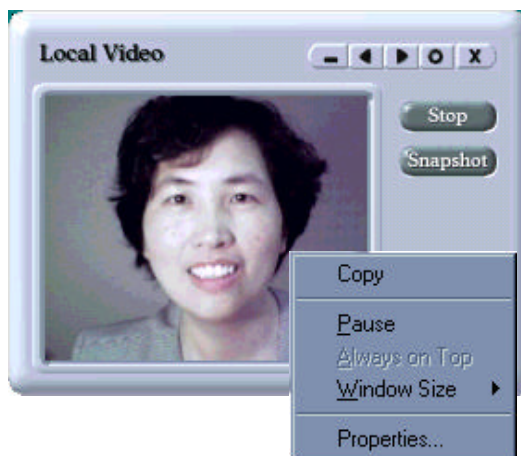 Local Video
X
Stop
Snapshot
Copy
Pause
Always on Top
Window Size
Properties...